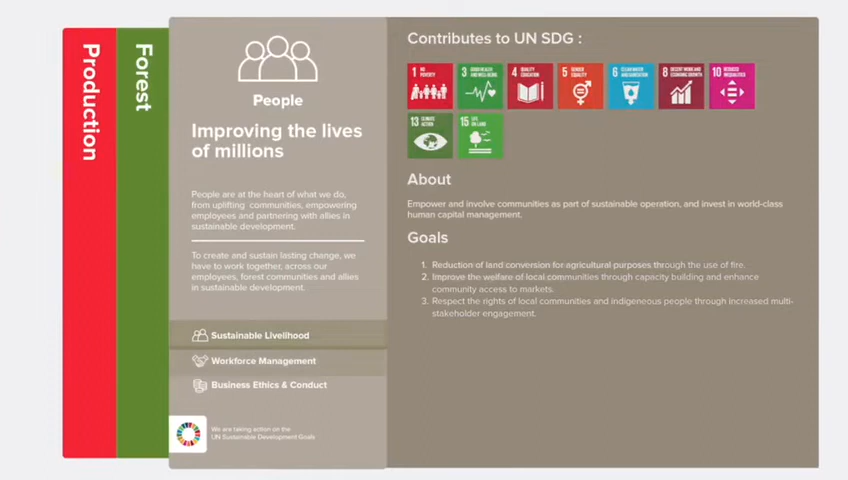 Production
Forest
People
Improving the lives
of millions
People are at the heart of what we do,
from uplifting communities, empowering
employees and partnering with allies in
sustainable development.
To create and sustain lasting change, we
have to work together, across our
employees, forest communities and allies
in sustainable development.
Sustainable Livelihood
Workforce Management
Business Ethics & Conduct
We are taking action on the
UN Sustainable Development Goals
Contributes to UN SDG :
1 NO
POVERTY
3 GOOD HEALTH
AND WELL-BEING
4 QUALITY
EDUCATION
5 GENDER
EQUALITY
6 CLEAN WATER
AND SANITATION
8 DECENT WORK AND
ECONOMIC GROWTH
10 REDUCED
INEQUALITIES
13 CLIMATE
ACTION
15 LIFE
ON LAND
About
Empower and involve communities as part of sustainable operation, and invest in world-class
human capital management.
Goals
1. Reduction of land conversion for agricultural purposes through the use of fire.
2. Improve the welfare of local communities through capacity building and enhance
community access to markets.
3. Respect the rights of local communities and indigeneous people through increased multi-
stakeholder engagement.